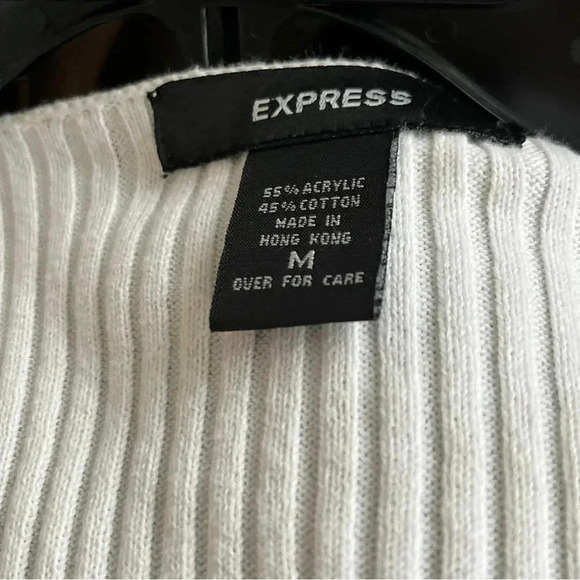 EXPRESS
55% ACRYLIC
45% COTTON
MADE IN
HONG KONG
M
OVER FOR CARE